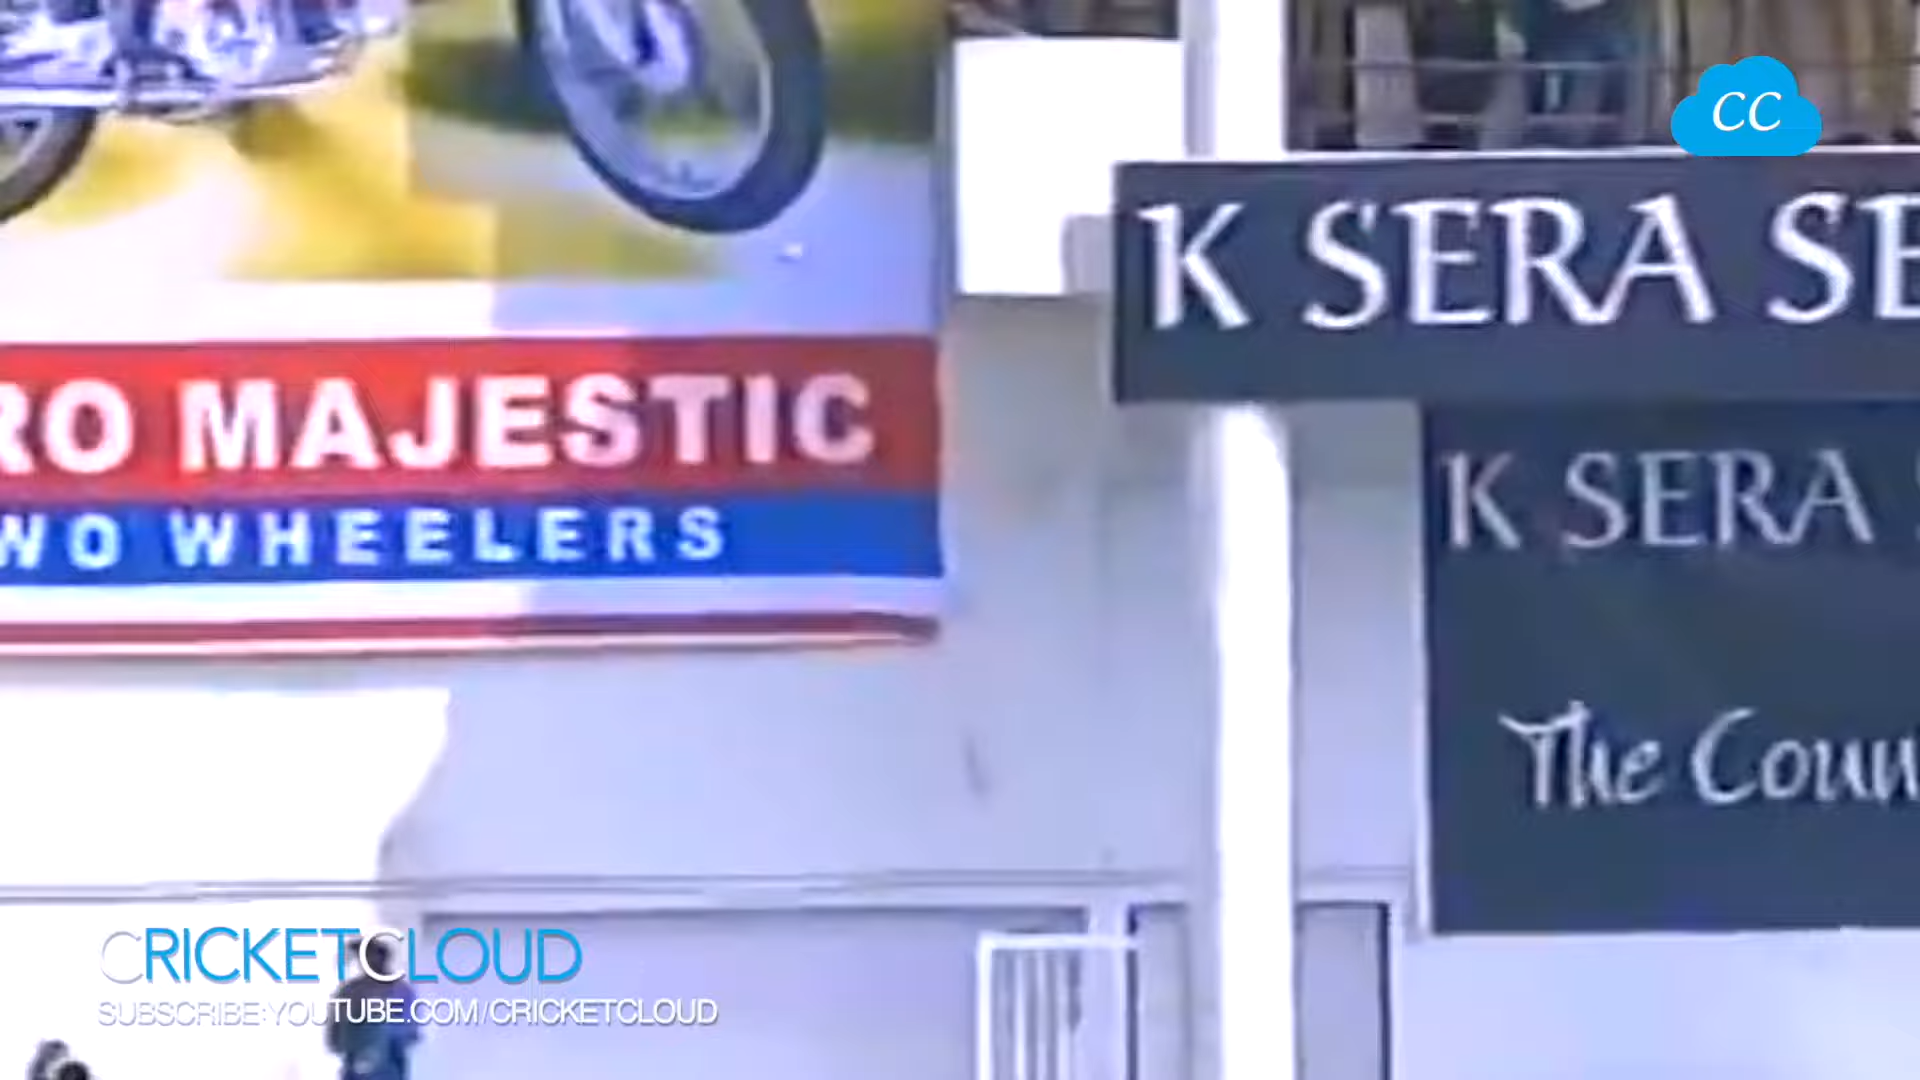 CC
K SERA SE
RO MAJESTIC
WO WHEELERS
K SERA S
The Coun
CRICKETCLOUD
SUBSCRIBE:YOUTUBE.COM/CRICKETCLOUD